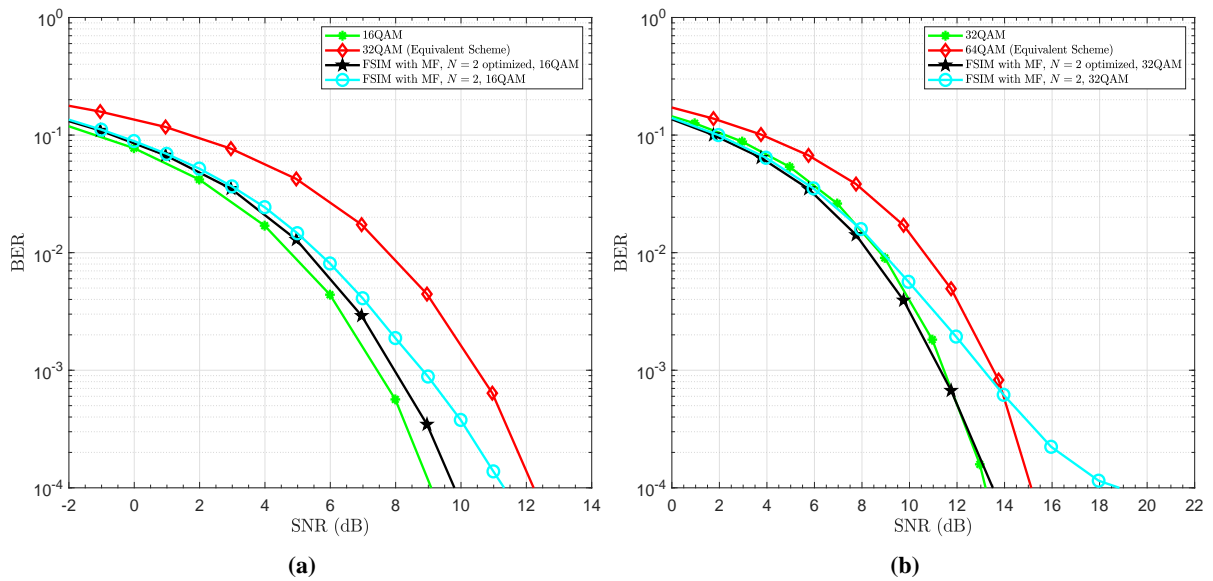 16QAM
32QAM (Equivalent Scheme)
FSIM with MF, N = 2 optimized, 16QAM
FSIM with MF, N = 2, 16QAM
10^0
10^-1
10^-2
10^-3
10^-4
BER
-2 0 2 4 6 8 10 12 14
SNR (dB)
(a)
32QAM
64QAM (Equivalent Scheme)
FSIM with MF, N = 2 optimized, 32QAM
FSIM with MF, N = 2, 32QAM
10^0
10^-1
10^-2
10^-3
10^-4
BER
0 2 4 6 8 10 12 14 16 18 20 22
SNR (dB)
(b)